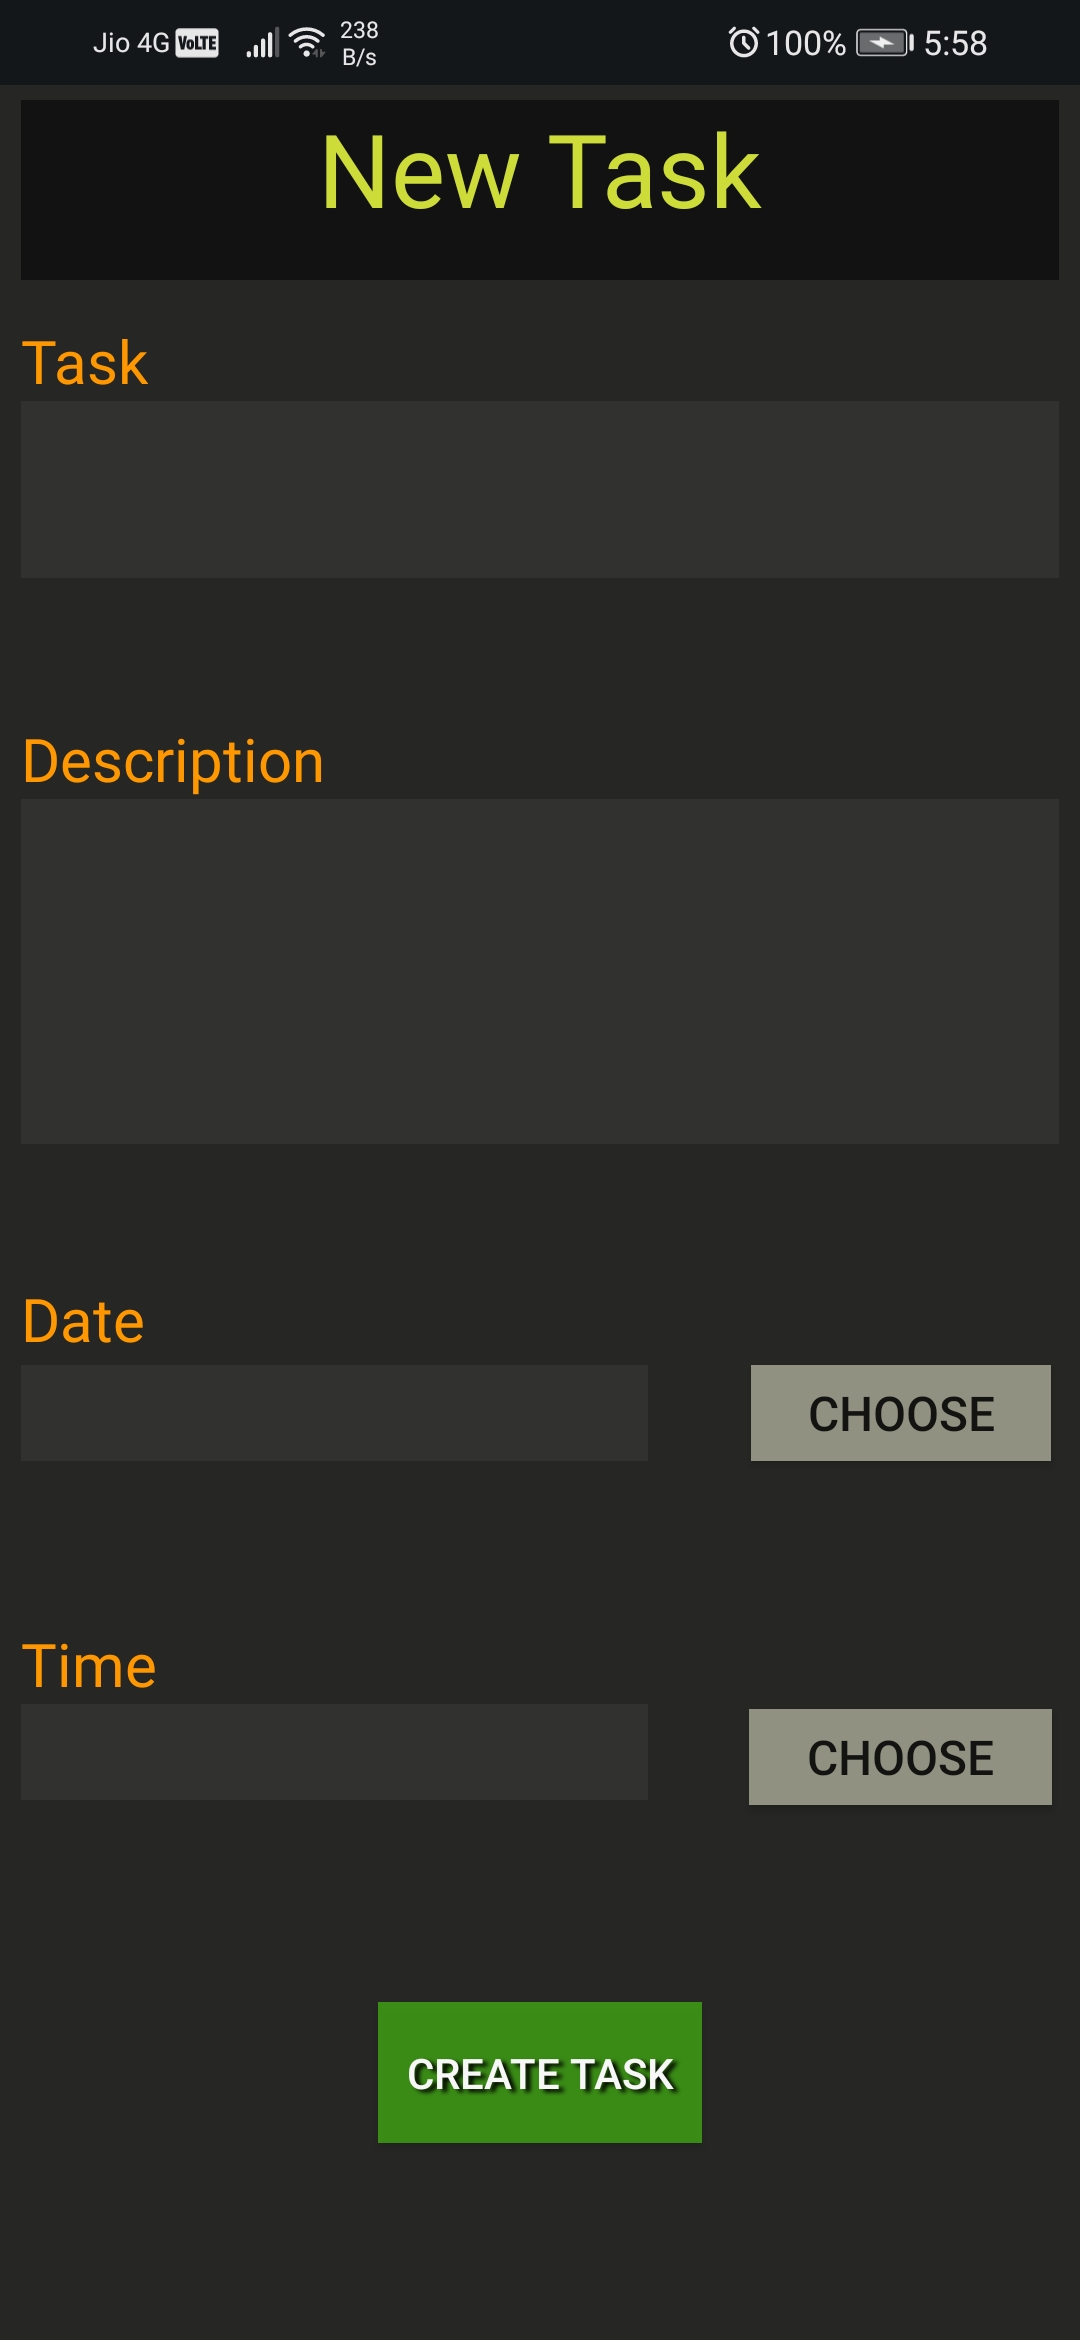 Jio 4G VoLTE 238 B/s 100% 5:58
New Task
Task
Description
Date
CHOOSE
Time
CHOOSE
CREATE TASK